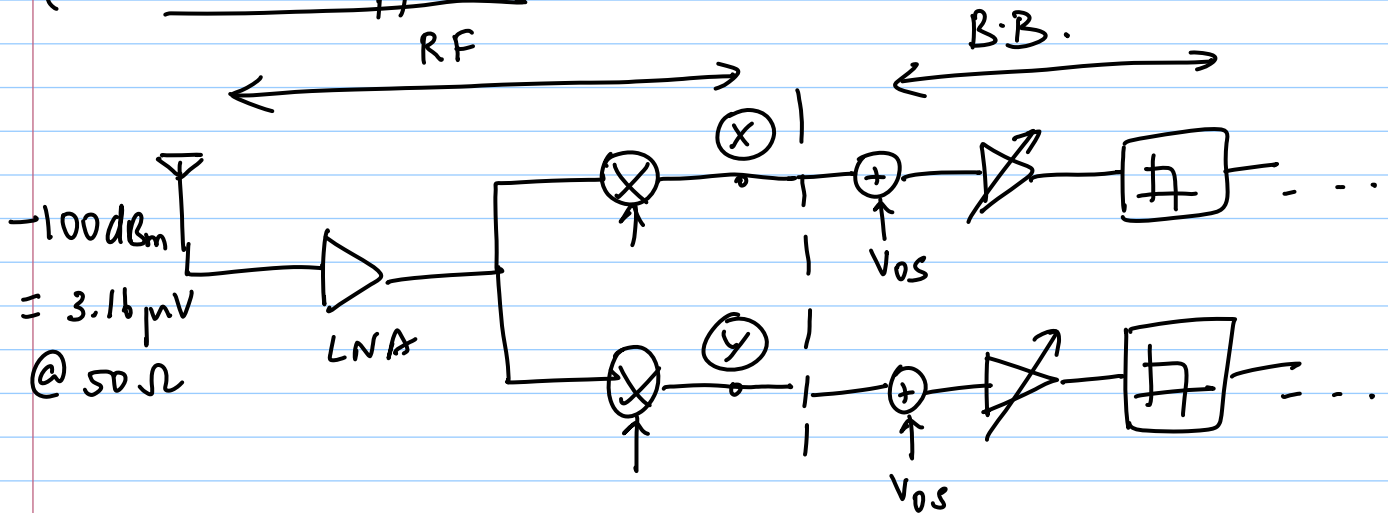 RF
B.B.
X
-100dBm
= 3.16μV
@ 50Ω
LNA
+
VOS
Y
+
VOS